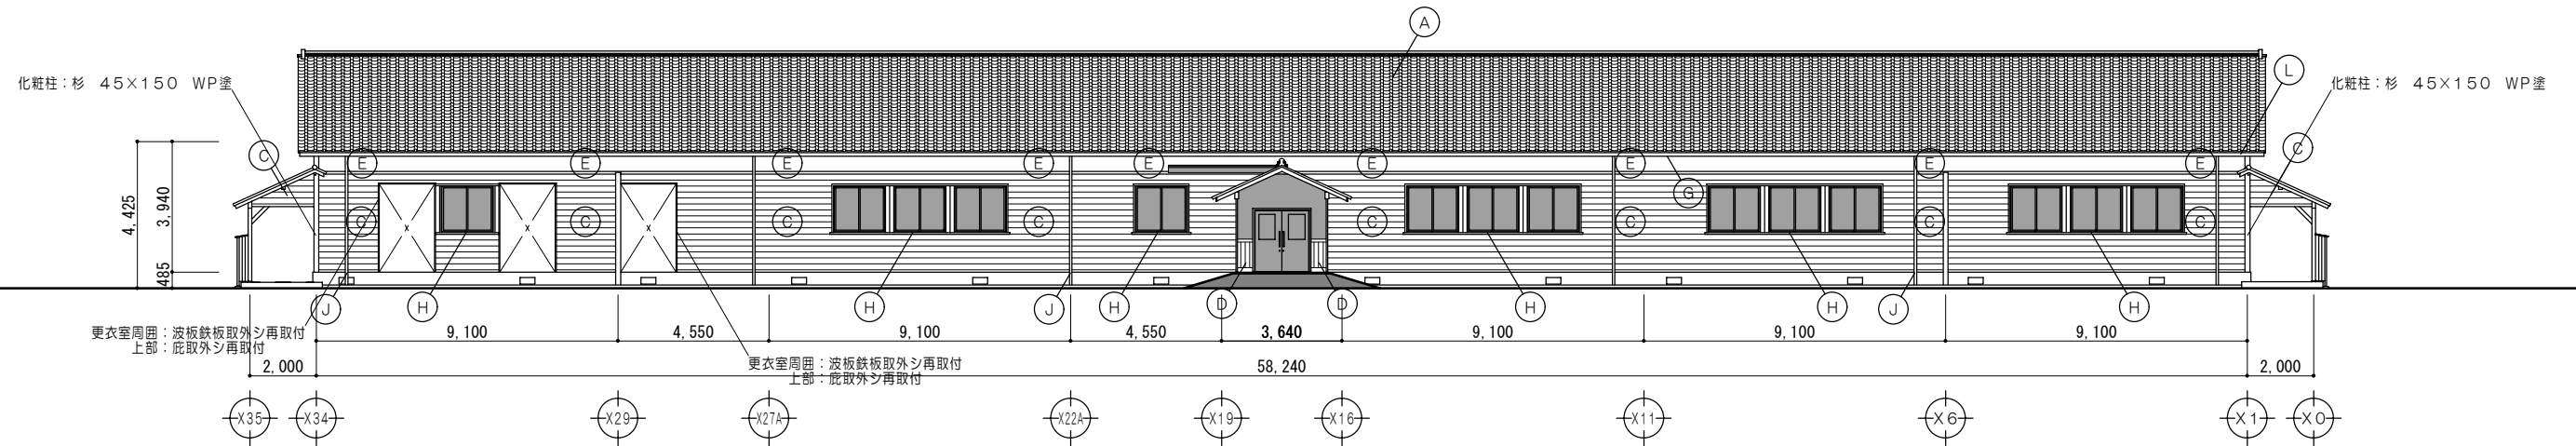 A
L
化粧柱：杉　４５×１５０　ＷＰ塗
化粧柱：杉　４５×１５０　ＷＰ塗
C
E
E
E
E
E
E
E
E
E
C
G
4,425
3,940
485
C
C
C
C
C
C
C
C
J
H
H
J
H
D
D
H
H
J
H
更衣室周囲：波板鉄板取外シ再取付
上部：庇取外シ再取付
9,100
4,550
9,100
4,550
3,640
9,100
9,100
9,100
更衣室周囲：波板鉄板取外シ再取付
上部：庇取外シ再取付
2,000
58,240
2,000
X35
X34
X29
X27A
X22A
X19
X16
X11
X6
X1
X0